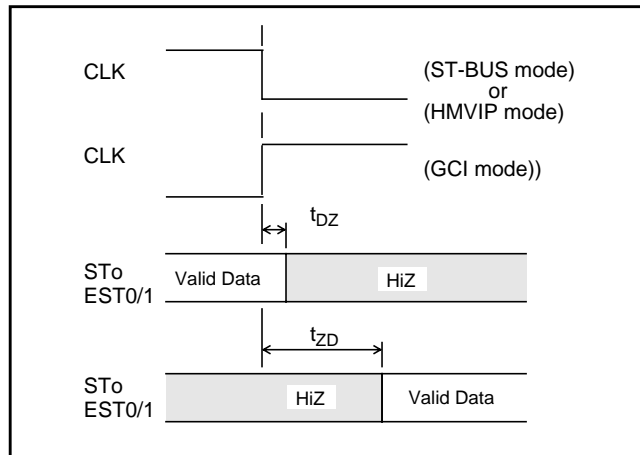 CLK
(ST-BUS mode)
or
(HMVIP mode)
CLK
(GCI mode))
tDZ
STo
EST0/1
Valid Data
HiZ
tZD
STo
EST0/1
HiZ
Valid Data